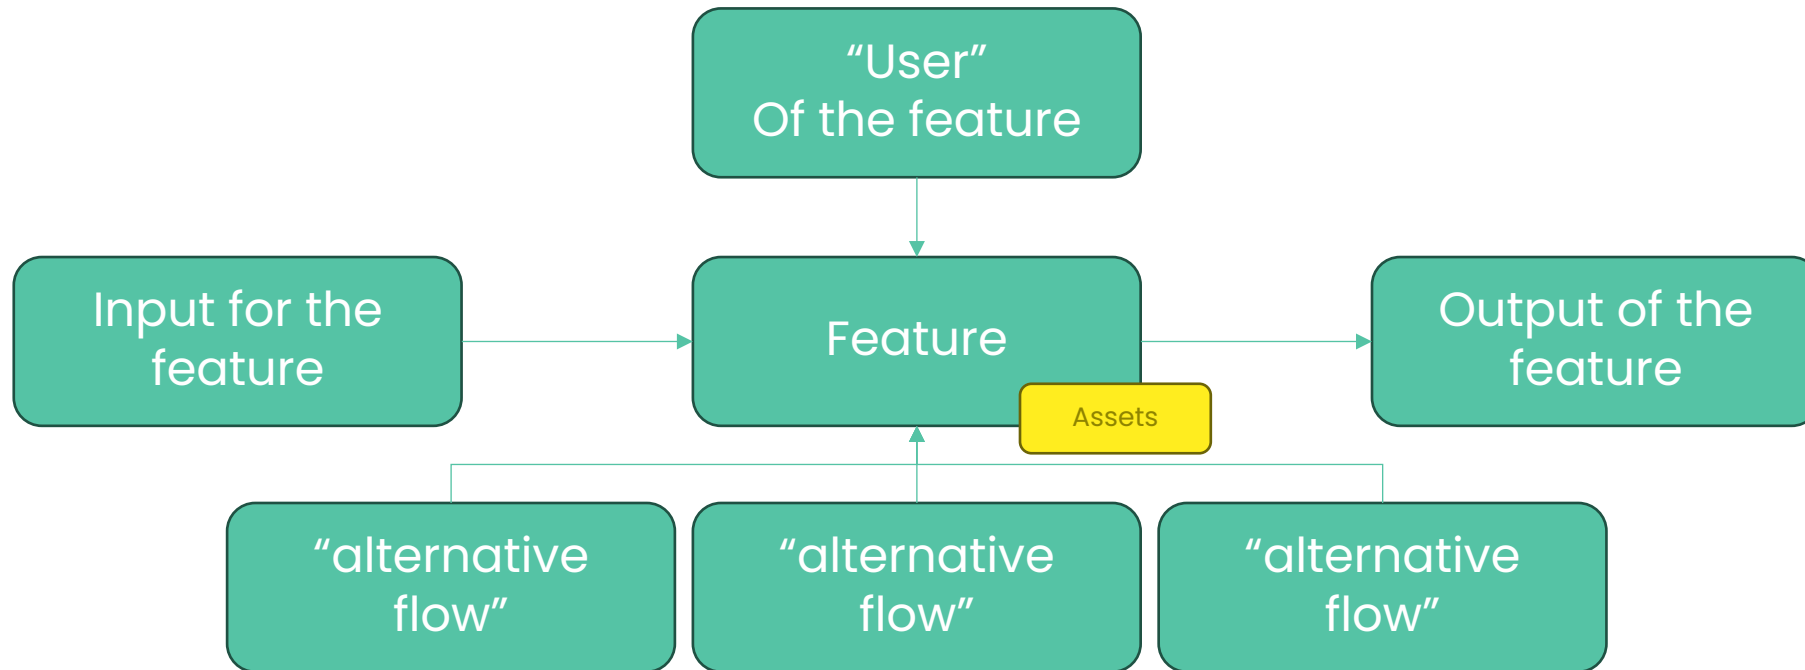 “User”
Of the feature
Input for the
feature
Feature
Output of the
feature
Assets
“alternative
flow”
“alternative
flow”
“alternative
flow”